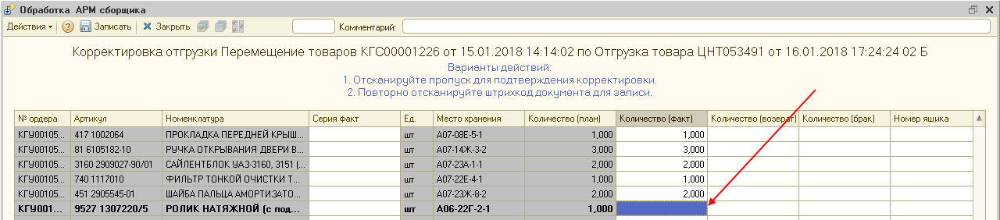 Обработка АРМ сборщика
Действия Записать Закрыть Комментарий:
Корректировка отгрузки Перемещение товаров КГС00001226 от 15.01.2018 14:14:02 по Отгрузка товара ЦНТ053491 от 16.01.2018 17:24:24 02 Б
Варианты действий:
1. Отсканируйте пропуск для подтверждения корректировки.
2. Повторно отсканируйте штрихкод документа для записи.
№ ордера Артикул Номенклатура Серия факт Ед. Место хранения Количество (план) Количество (факт) Количество (возврат) Количество (брак) Номер ящика
КГУ00105... 417 1002064 ПРОКЛАДКА ПЕРЕДНЕЙ КРЫШ... шт А07-08Е-5-1 1,000 1,000
КГУ00105... 81 6105182-10 РУЧКА ОТКРЫВАНИЯ ДВЕРИ В... шт А07-14Ж-3-2 3,000 3,000
КГУ00105... 3160 2909027-90/01 САЙЛЕНТБЛОК УАЗ-3160, 3151 (... шт А07-23А-1-1 2,000 2,000
КГУ00105... 740 1117010 ФИЛЬТР ТОНКОЙ ОЧИСТКИ Т... шт А07-22Е-4-1 1,000 1,000
КГУ00105... 451 2905545-01 ШАЙБА ПАЛЬЦА АМОРТИЗАТО... шт А07-23Ж-8-2 2,000 2,000
КГУ001... 9527 1307220/5 РОЛИК НАТЯЖНОЙ (с под... шт А06-22Г-2-1 1,000